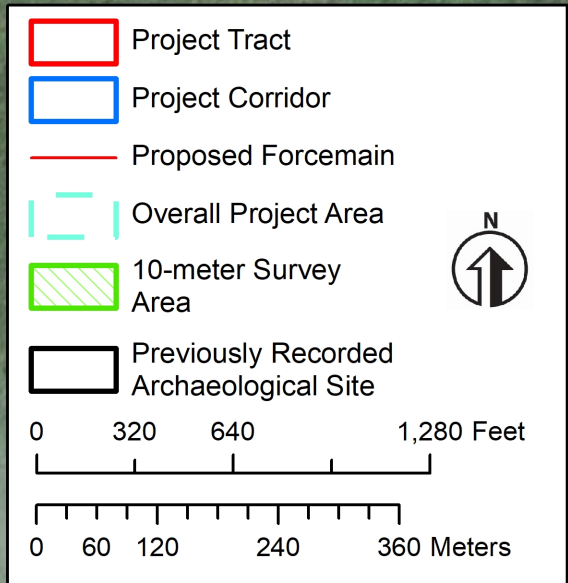 Project Tract
Project Corridor
Proposed Forcemain
Overall Project Area
N
10-meter Survey
Area
Previously Recorded
Archaeological Site
0 320 640 1,280 Feet
0 60 120 240 360 Meters